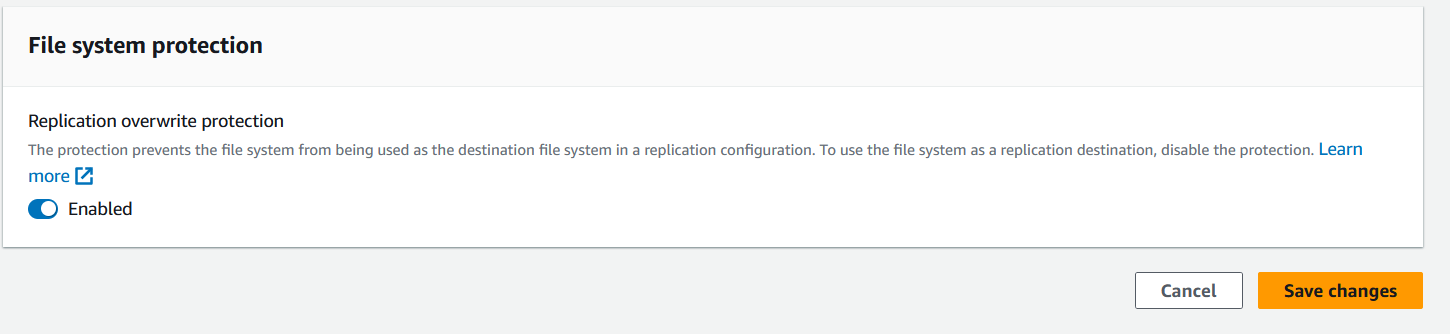 File system protection
Replication overwrite protection
The protection prevents the file system from being used as the destination file system in a replication configuration. To use the file system as a replication destination, disable the protection. Learn
more
Enabled
Cancel
Save changes